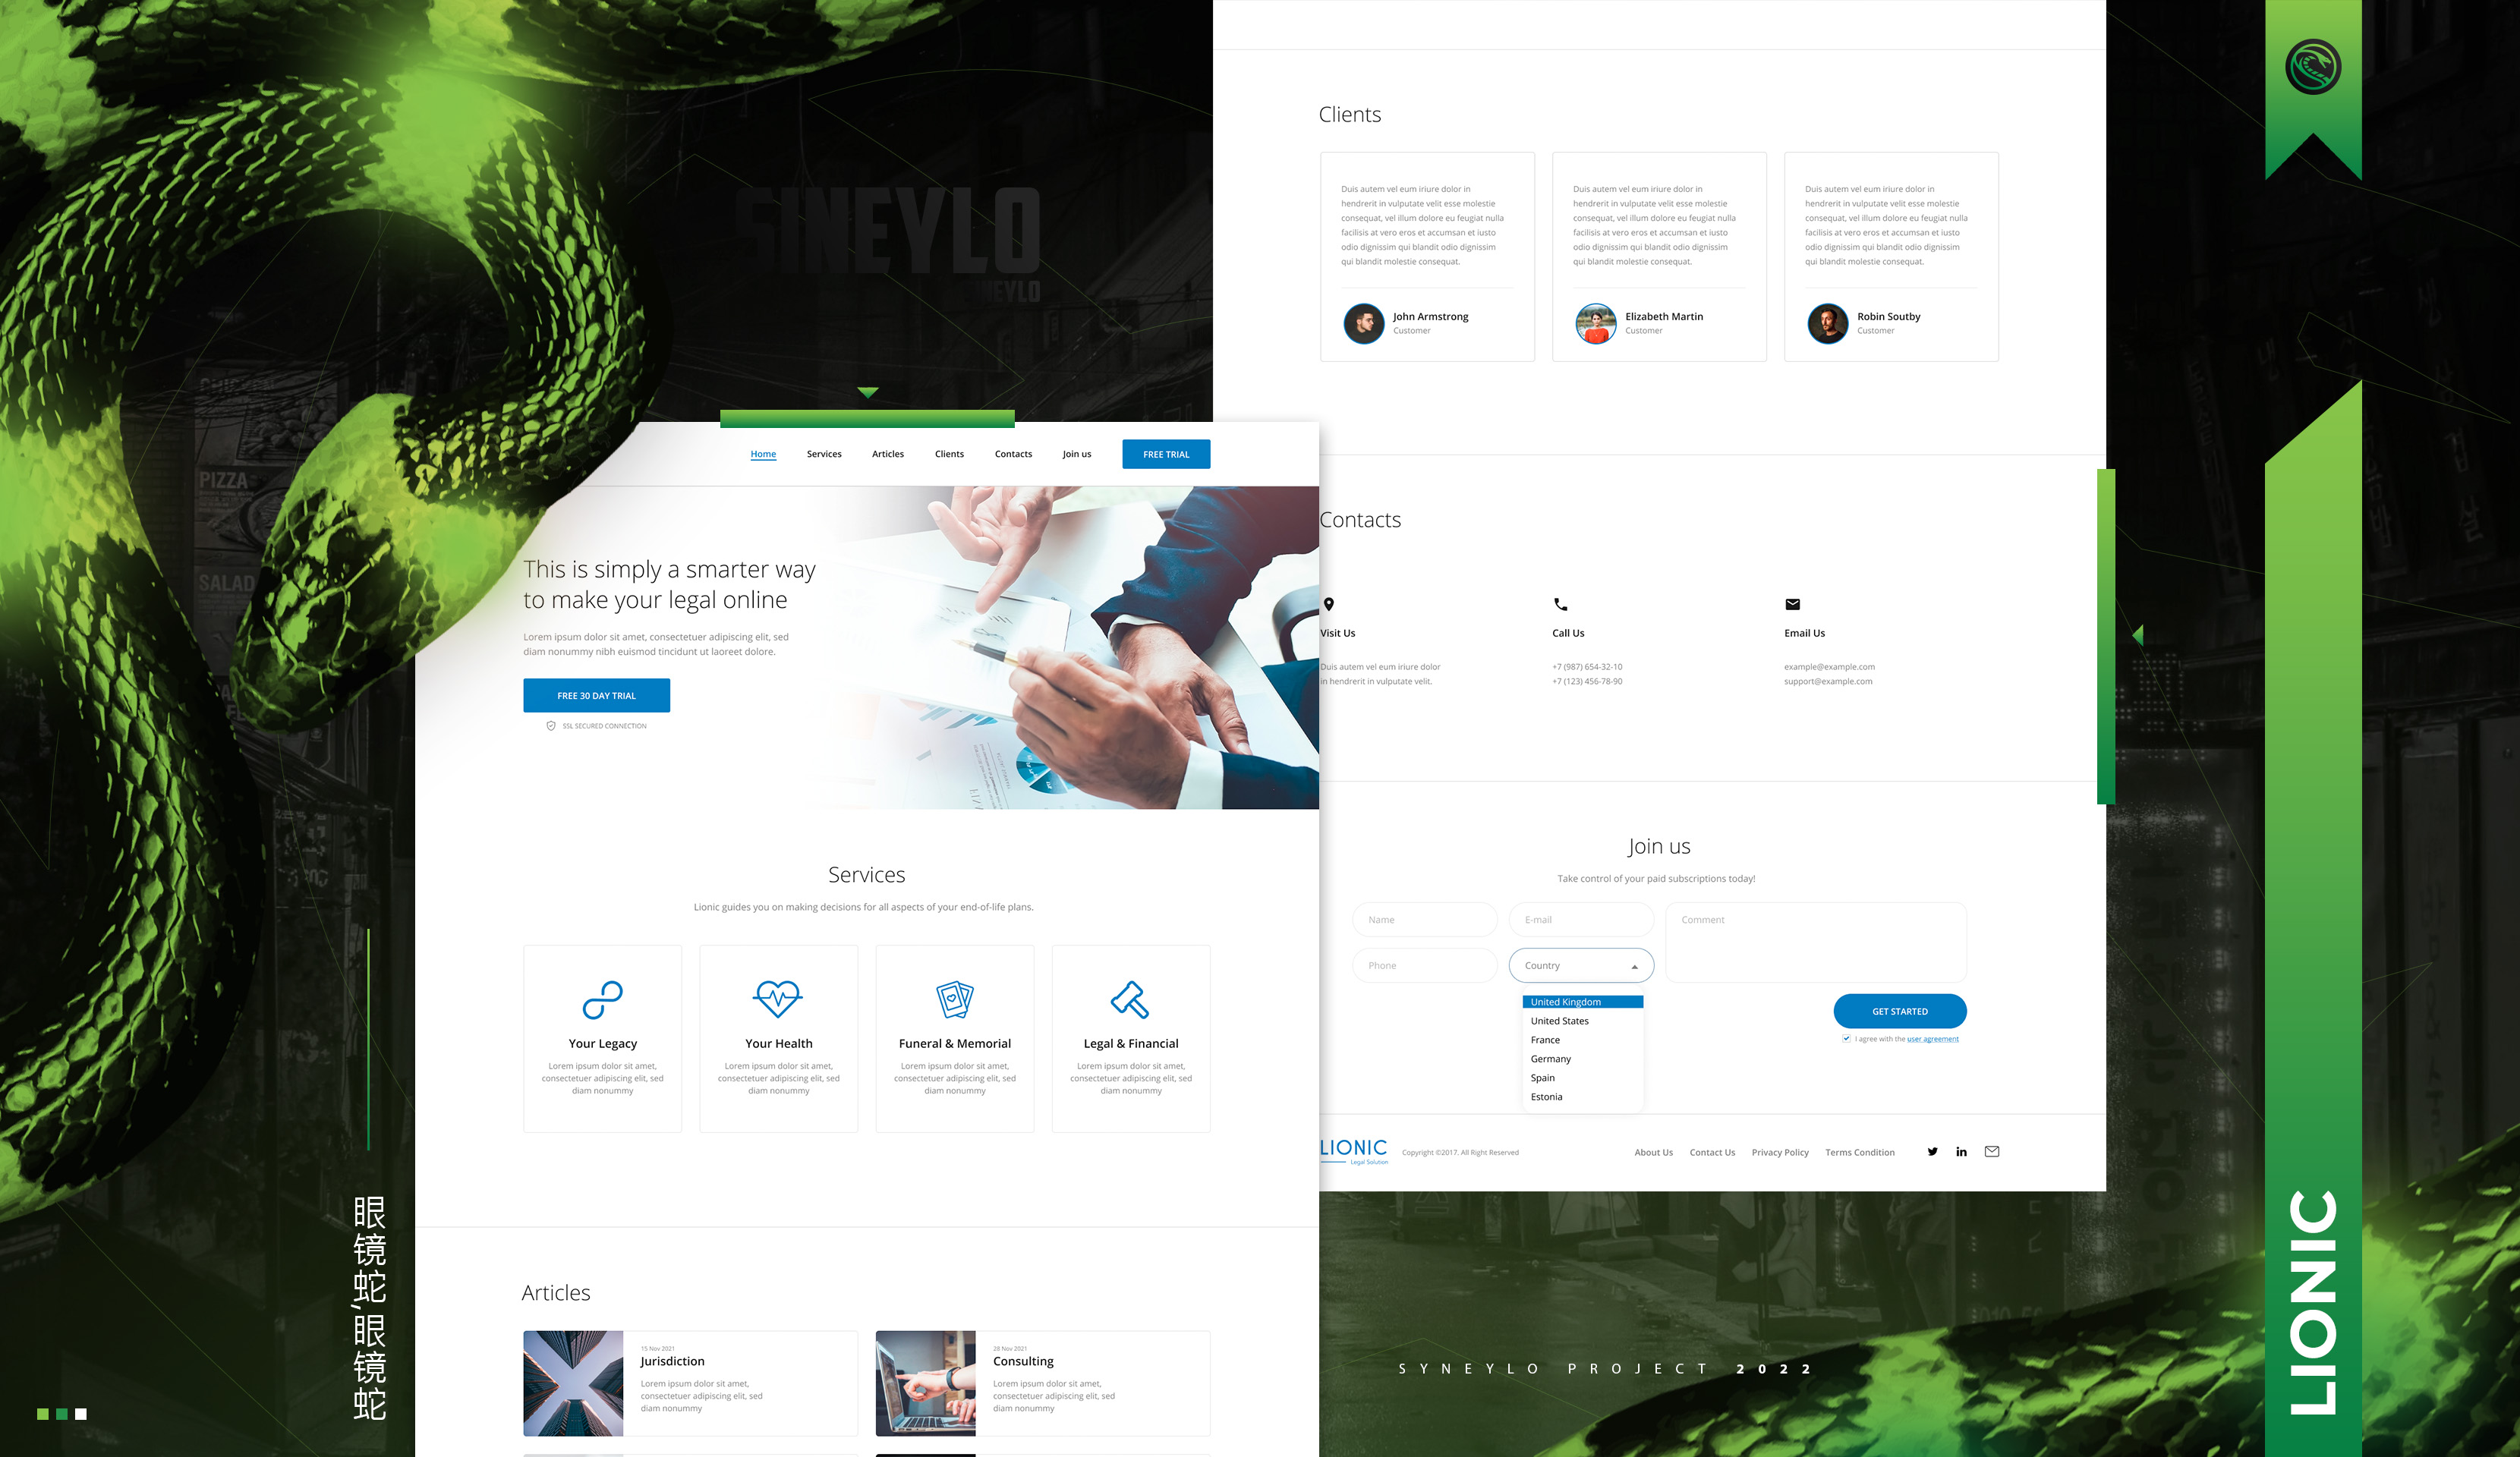 SINEYLO
NEYLO
CHICKEN
PIZZA
SALAD
Home
Services
Articles
Clients
Contacts
Join us
FREE TRIAL
This is simply a smarter way
to make your legal online
Lorem ipsum dolor sit amet, consectetuer adipiscing elit, sed
diam nonummy nibh euismod tincidunt ut laoreet dolore.
FREE 30 DAY TRIAL
SSL SECURED CONNECTION
Services
Lionic guides you on making decisions for all aspects of your end-of-life plans.
Your Legacy
Lorem ipsum dolor sit amet,
consectetuer adipiscing elit, sed
diam nonummy
Your Health
Lorem ipsum dolor sit amet,
consectetuer adipiscing elit, sed
diam nonummy
Funeral & Memorial
Lorem ipsum dolor sit amet,
consectetuer adipiscing elit, sed
diam nonummy
Legal & Financial
Lorem ipsum dolor sit amet,
consectetuer adipiscing elit, sed
diam nonummy
Articles
15 Nov 2021
Jurisdiction
Lorem ipsum dolor sit amet,
consectetuer adipiscing elit, sed
diam nonummy
28 Nov 2021
Consulting
Lorem ipsum dolor sit amet,
consectetuer adipiscing elit, sed
diam nonummy
眼镜蛇,眼镜蛇
Clients
Duis autem vel eum iriure dolor in
hendrerit in vulputate velit esse molestie
consequat, vel illum dolore eu feugiat nulla
facilisis at vero eros et accumsan et iusto
odio dignissim qui blandit odio dignissim
qui blandit molestie consequat.
John Armstrong
Customer
Duis autem vel eum iriure dolor in
hendrerit in vulputate velit esse molestie
consequat, vel illum dolore eu feugiat nulla
facilisis at vero eros et accumsan et iusto
odio dignissim qui blandit odio dignissim
qui blandit molestie consequat.
Elizabeth Martin
Customer
Duis autem vel eum iriure dolor in
hendrerit in vulputate velit esse molestie
consequat, vel illum dolore eu feugiat nulla
facilisis at vero eros et accumsan et iusto
odio dignissim qui blandit odio dignissim
qui blandit molestie consequat.
Robin Soutby
Customer
Contacts
Visit Us
Duis autem vel eum iriure dolor
in hendrerit in vulputate velit.
Call Us
+7 (987) 654-32-10
+7 (123) 456-78-90
Email Us
example@example.com
support@example.com
Join us
Take control of your paid subscriptions today!
Name
E-mail
Comment
Phone
Country
United Kingdom
United States
France
Germany
Spain
Estonia
GET STARTED
I agree with the user agreement
LIONIC
Legal Solution
Copyright ©2017. All Right Reserved
About Us
Contact Us
Privacy Policy
Terms Condition
SYNEYLO PROJECT 2022
LIONIC